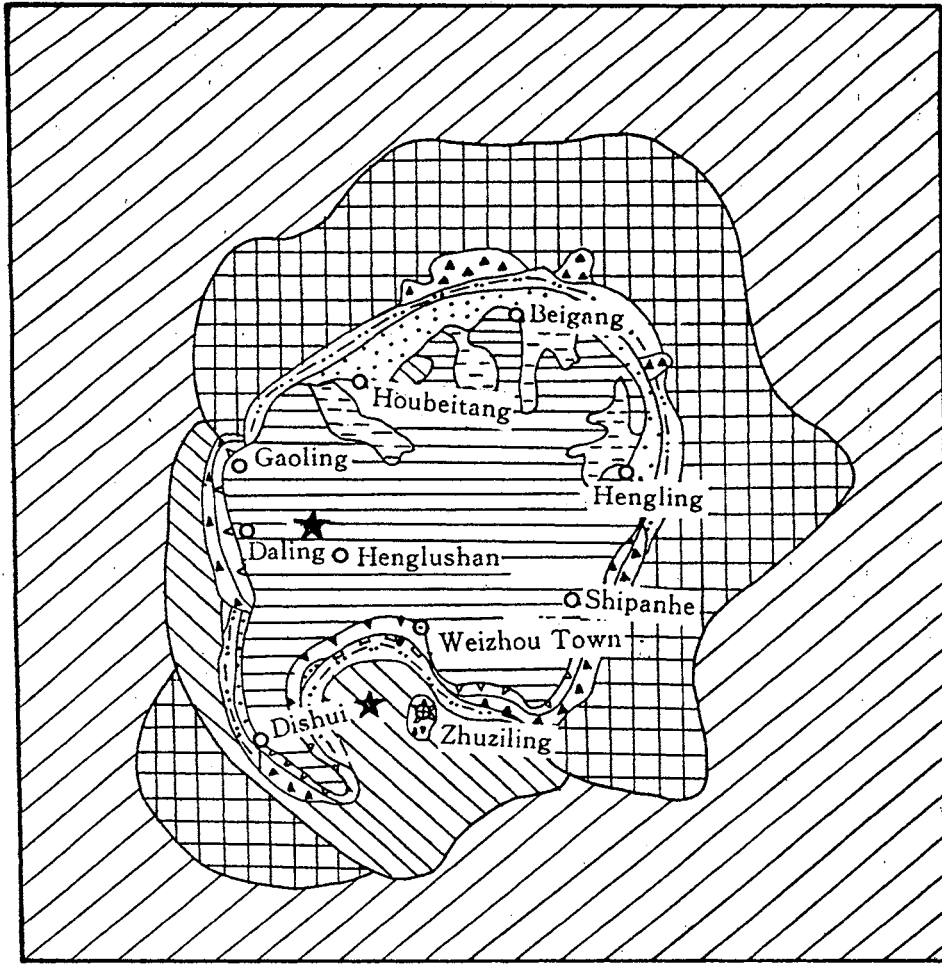 Beigang
Houbeitang
Gaoling
Hengling
Daling
Henglushan
Shipanhe
Weizhou Town
Dishui
Zhuziling